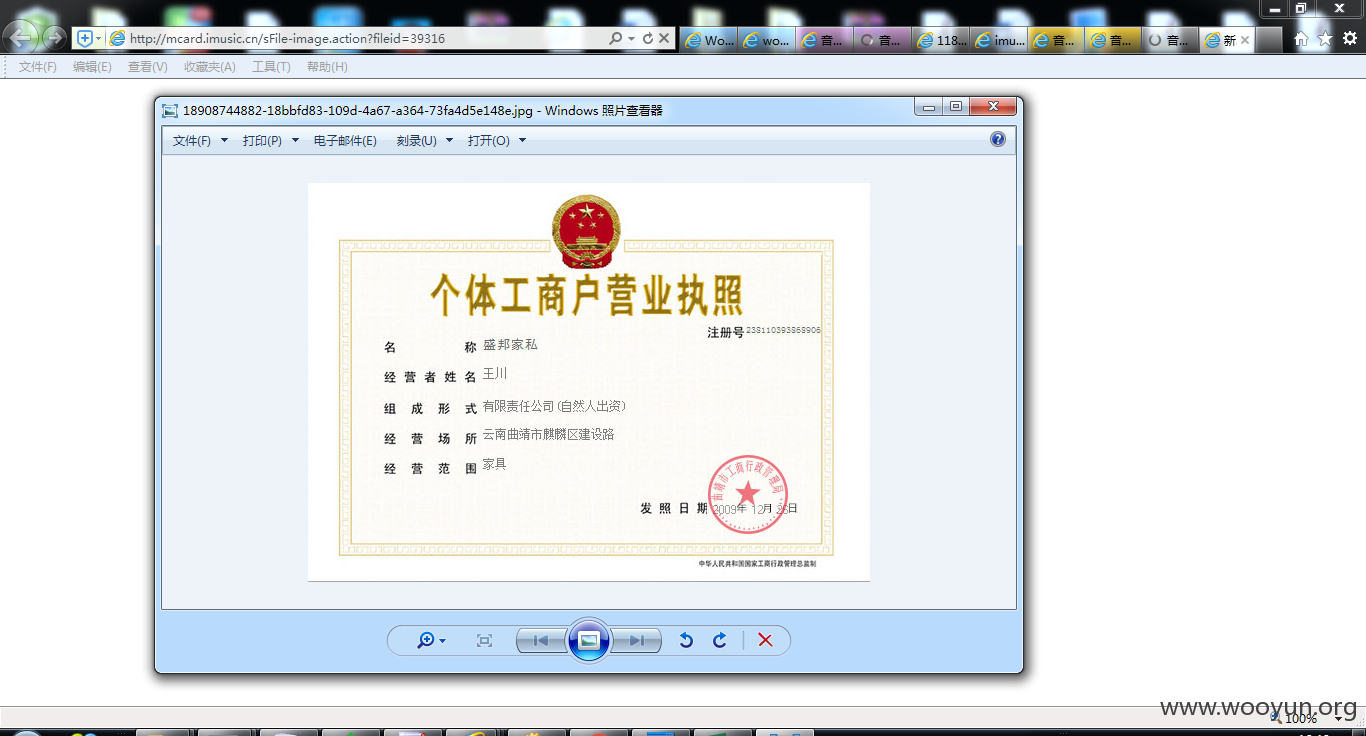 http://mcard.imusic.cn/sFile-image.action?fileid=39316
Wo...
wo...
音...
音...
118...
imu...
音...
音...
音...
新
文件(F) 编辑(E) 查看(V) 收藏夹(A) 工具(T) 帮助(H)
18908744882-18bbfd83-109d-4a67-a364-73fa4d5e148e.jpg - Windows 照片查看器
文件(F) 打印(P) 电子邮件(E) 刻录(U) 打开(O)
个体工商户营业执照
注册号 238110393868906
名 称 盛邦家私
经营者姓名 王川
组成形式 有限责任公司(自然人出资)
经营场所 云南曲靖市麒麟区建设路
经营范围 家具
曲靖市工商行政管理局
发照日期 2009年 12月 26日
中华人民共和国国家工商行政管理总局制
www.wooyun.org
100%